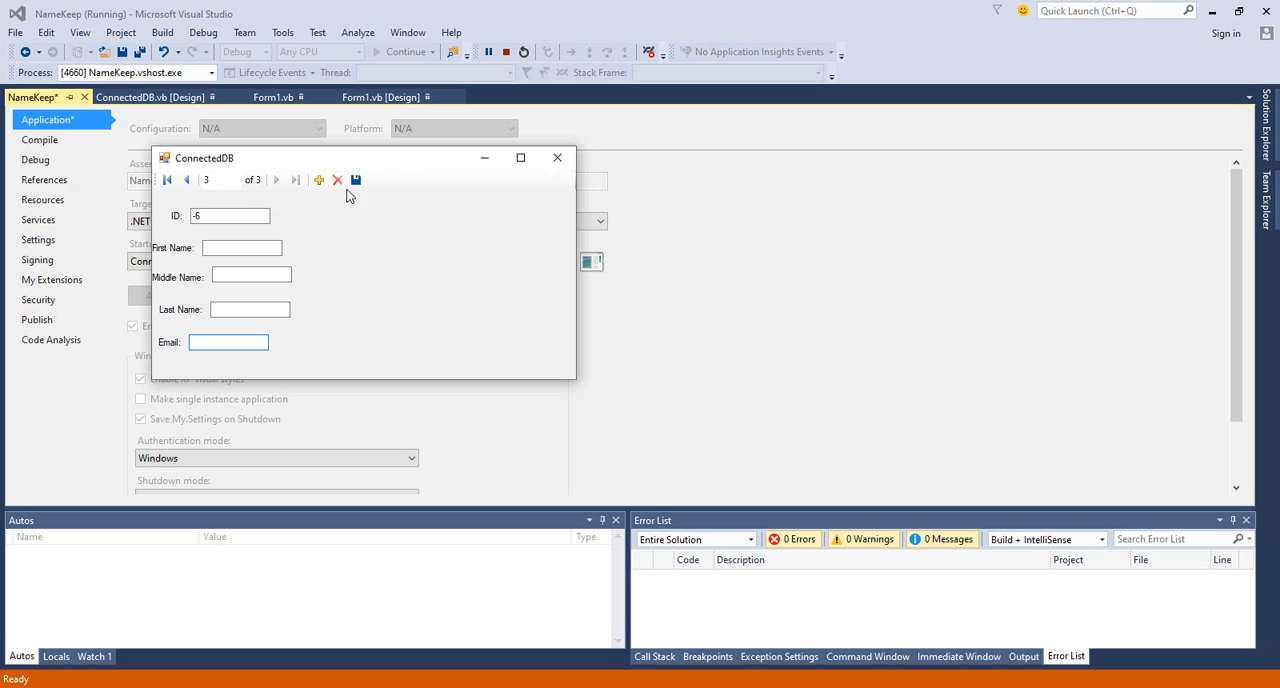 NameKeep (Running) - Microsoft Visual Studio
Quick Launch (Ctrl+Q)
File Edit View Project Build Debug Team Tools Test Analyze Window Help
Sign in
Debug Any CPU Continue No Application Insights Events
Process: [4660] NameKeep.vshost.exe Lifecycle Events Thread: Stack Frame:
NameKeep* ConnectedDB.vb [Design] Form1.vb Form1.vb [Design]
Solution Explorer
Team Explorer
Application*
Compile
Debug
References
Resources
Services
Settings
Signing
My Extensions
Security
Publish
Code Analysis
Configuration: N/A Platform: N/A
ConnectedDB
3 of 3
ID: -6
First Name:
Middle Name:
Last Name:
Email:
.NET
Make single instance application
Save My.Settings on Shutdown
Authentication mode:
Windows
Shutdown mode:
Autos
Name Value Type
Autos Locals Watch 1
Error List
Entire Solution 0 Errors 0 Warnings 0 Messages Build + IntelliSense Search Error List
Code Description Project File Line
Call Stack Breakpoints Exception Settings Command Window Immediate Window Output Error List
Ready